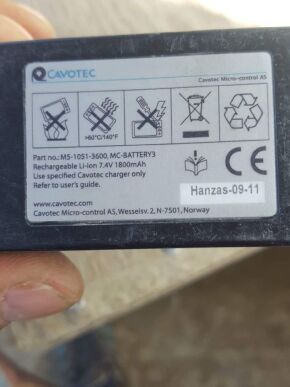 CAVOTEC
Cavotec Micro-control AS
>60°C/140°F
Part no.: M5-1051-3600, MC-BATTERY3
Rechargeable Li-ion 7.4V 1800mAh
Use specified Cavotec charger only
Refer to user's guide.
CE
Hanzas-09-11
www.cavotec.com
Cavotec Micro-control AS, Wesselsv. 2, N-7501, Norway